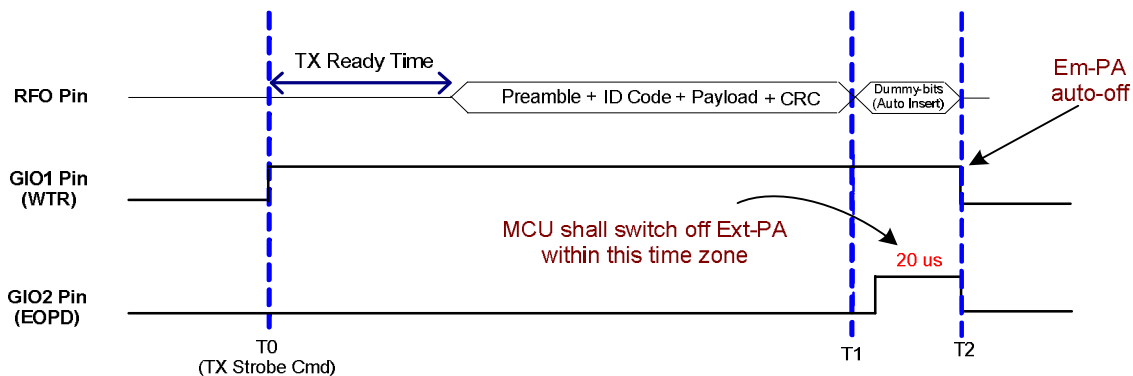 TX Ready Time
Em-PA
auto-off
RFO Pin
Preamble + ID Code + Payload + CRC
Dummy-bits
(Auto Insert)
GIO1 Pin
(WTR)
MCU shall switch off Ext-PA
within this time zone
20 us
GIO2 Pin
(EOPD)
T0
(TX Strobe Cmd)
T1
T2